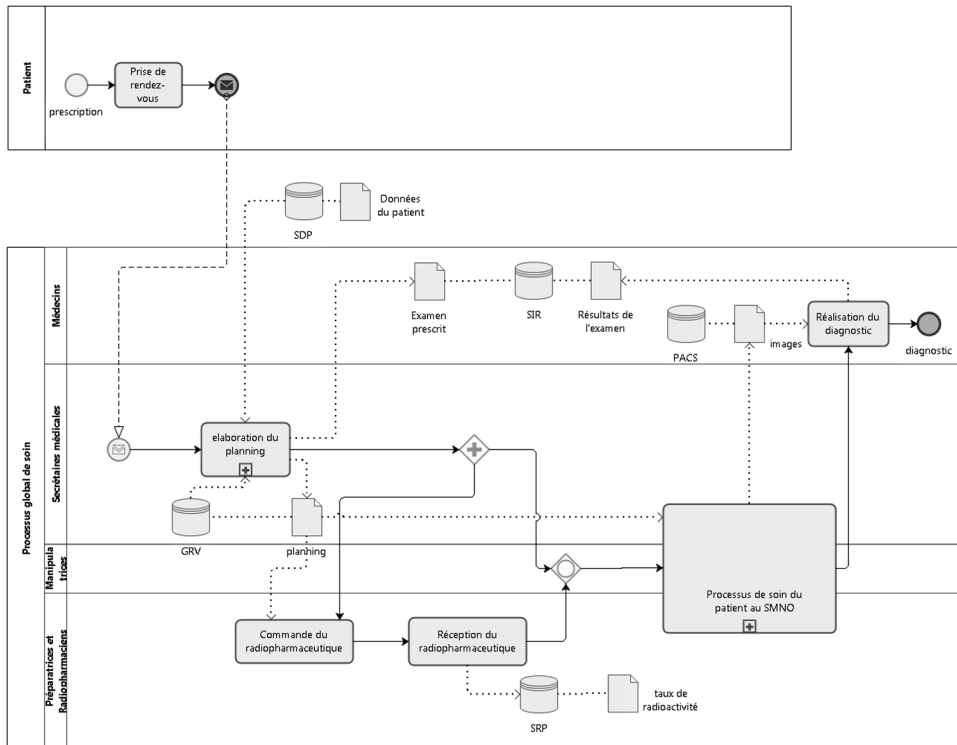 Patient
Prise de
rendez-
vous
prescription
Données
du patient
SDP
Processus global de soin
Médecins
Examen
prescrit
SIR
Résultats de
l'examen
PACS
images
Réalisation du
diagnostic
diagnostic
Secrétaires médicales
elaboration du
planning
GRV
planning
Manipula
trices
Processus de soin du
patient au SMNO
Préparatrices et
Radiopharmaciens
Commande du
radiopharmaceutique
Réception du
radiopharmaceutique
SRP
taux de
radioactivité